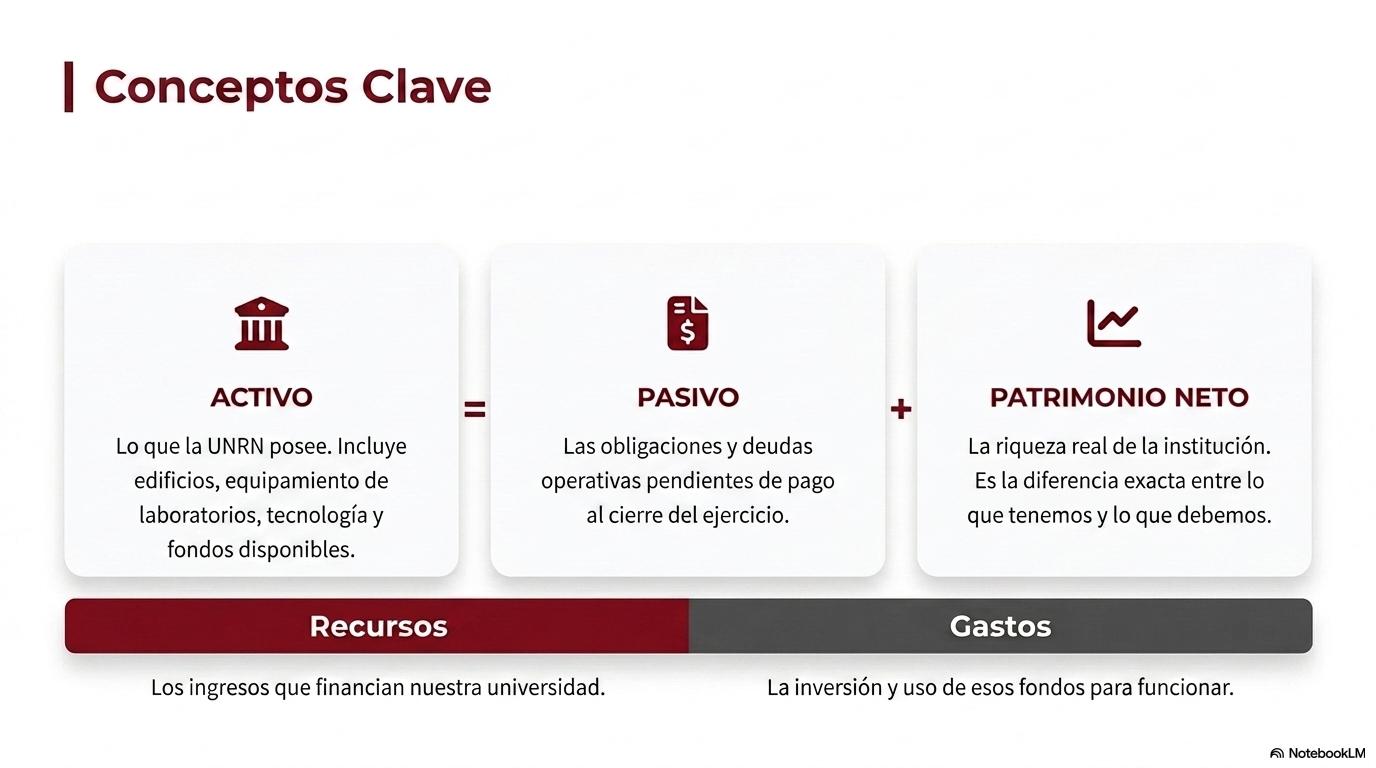 Conceptos Clave
ACTIVO
Lo que la UNRN posee. Incluye
edificios, equipamiento de
laboratorios, tecnología y
fondos disponibles.
=
PASIVO
Las obligaciones y deudas
operativas pendientes de pago
al cierre del ejercicio.
+
PATRIMONIO NETO
La riqueza real de la institución.
Es la diferencia exacta entre lo
que tenemos y lo que debemos.
Recursos
Los ingresos que financian nuestra universidad.
Gastos
La inversión y uso de esos fondos para funcionar.
NotebookLM